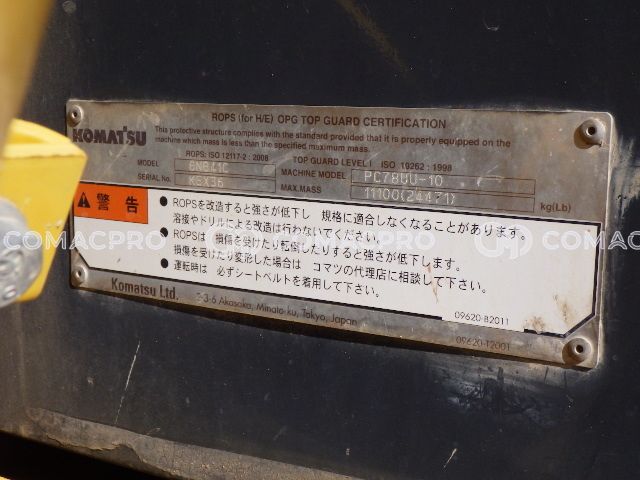 ROPS (for H/E) OPG TOP GUARD CERTIFICATION
KOMATSU
This protective structure complies with the standard provided that it is properly equipped on the
machine which mass is less than the specified maximum mass.
ROPS: ISO 12117-2 : 2008 TOP GUARD LEVEL I ISO 10262 : 1998
MODEL MACHINE MODEL PC78UU-10
SERIAL No. MAX.MASS 11100(24471) kg(Lb)
警告
● ROPSを改造すると強さが低下し 規格に適合しなくなることがあります。
溶接やドリルによる改造は行わないでください。
● ROPSは 損傷を受けたり転倒したりすると強さが低下します。
損傷を受けたり変形した場合は コマツの代理店に相談して下さい。
● 運転時は 必ずシートベルトを着用して下さい。
09620-B2011
Komatsu Ltd. 2-3-6 Akasaka, Minato-ku, Tokyo, Japan
09620-T2001
COMACPRO
COMACPRO
COMACPRO